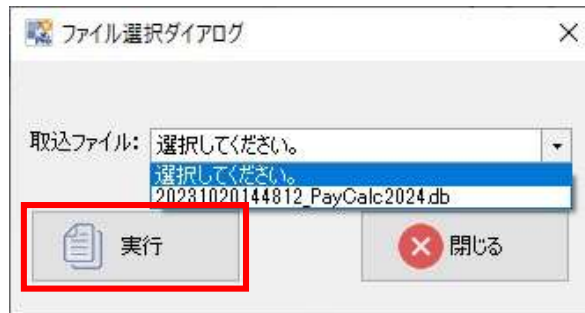 ファイル選択ダイアログ
取込ファイル: 選択してください。
選択してください。
20231020144812_PayCalc2024.db
実行
閉じる